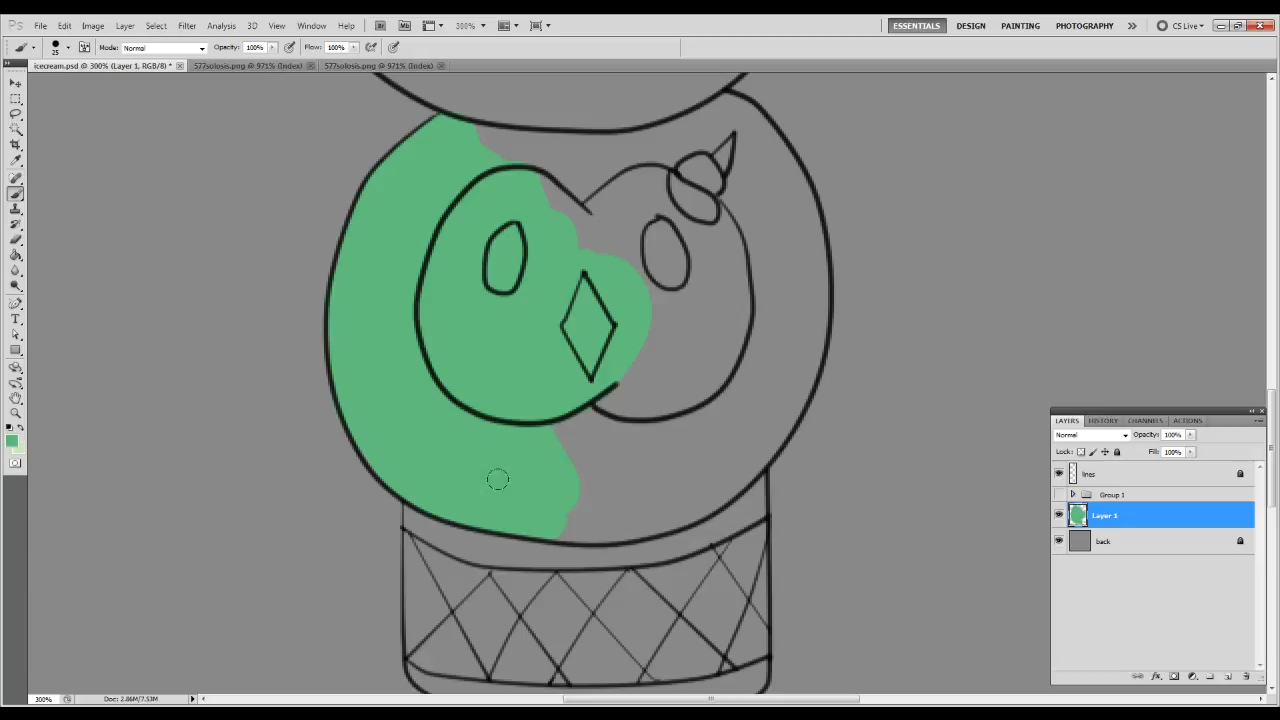 Ps File Edit Image Layer Select Filter Analysis 3D View Window Help Br Mb 300% ESSENTIALS DESIGN PAINTING PHOTOGRAPHY CS Live
25 Mode: Normal Opacity: 100% Flow: 100%
icecream.psd @ 300% (Layer 1, RGB/8) * 577solosis.png @ 971% (Index) 577solosis.png @ 971% (Index)
LAYERS HISTORY CHANNELS ACTIONS
Normal Opacity: 100%
Lock: Fill: 100%
lines
Group 1
Layer 1
back
300% Doc: 2.86M/7.53M